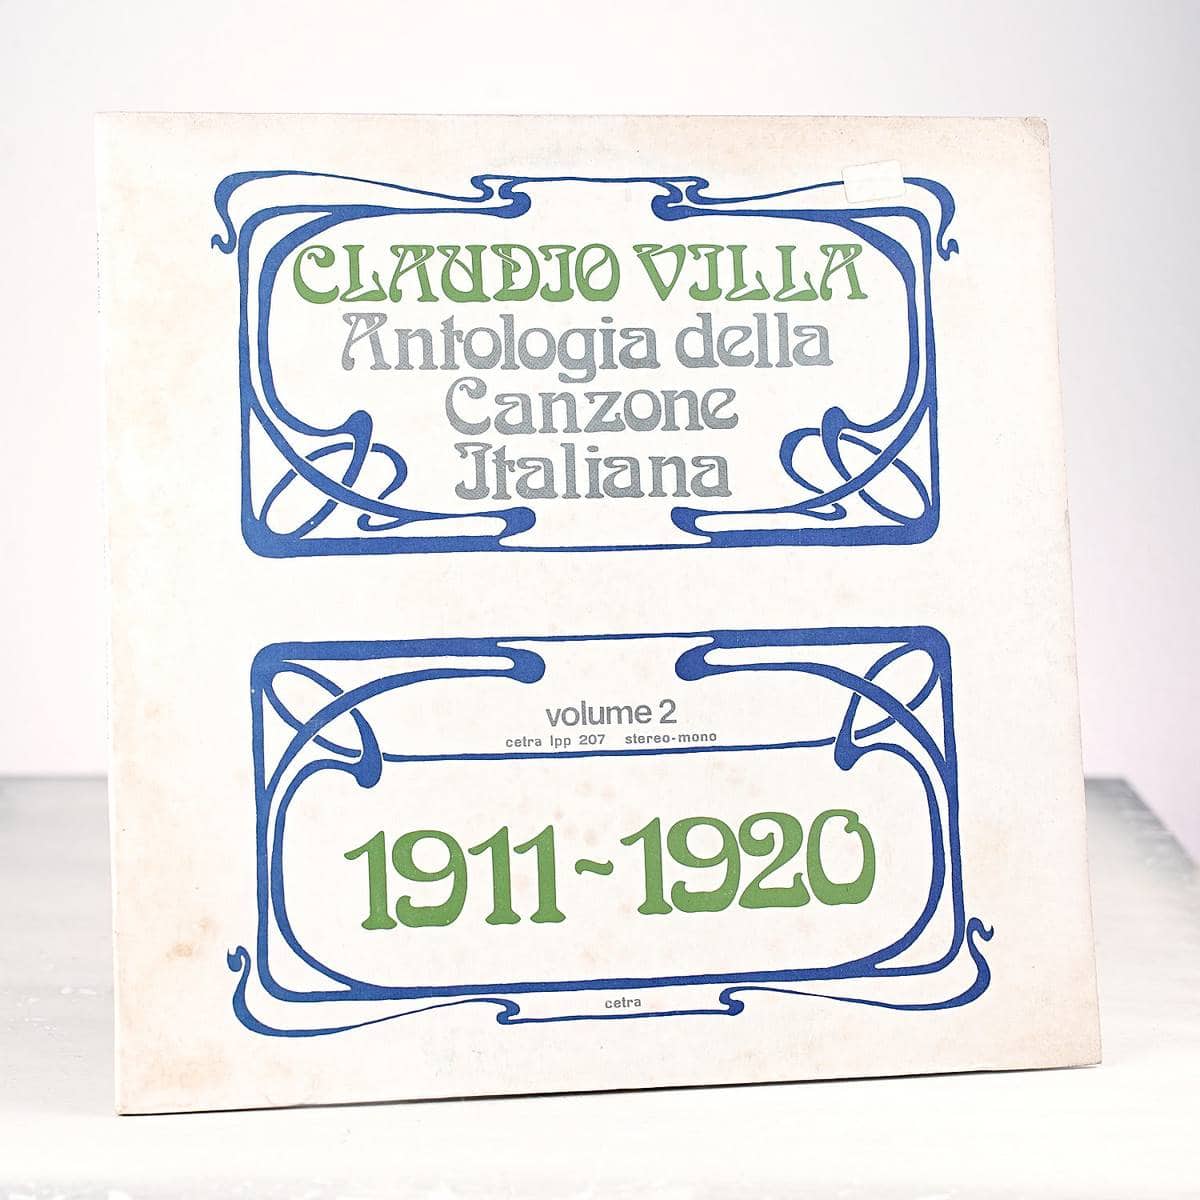 CLAUDIO VILLA
Antologia della
Canzone
Italiana
volume 2
cetra lpp 207 stereo-mono
1911-1920
cetra